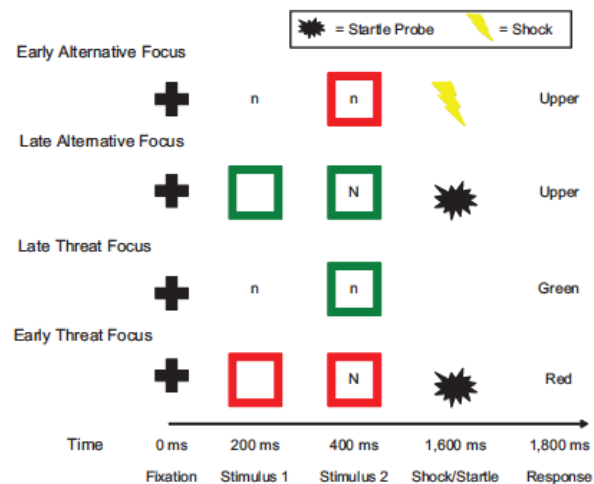 = Startle Probe = Shock
Early Alternative Focus
n n Upper
Late Alternative Focus
N Upper
Late Threat Focus
n n Green
Early Threat Focus
N Red
Time 0 ms 200 ms 400 ms 1,600 ms 1,800 ms
Fixation Stimulus 1 Stimulus 2 Shock/Startle Response